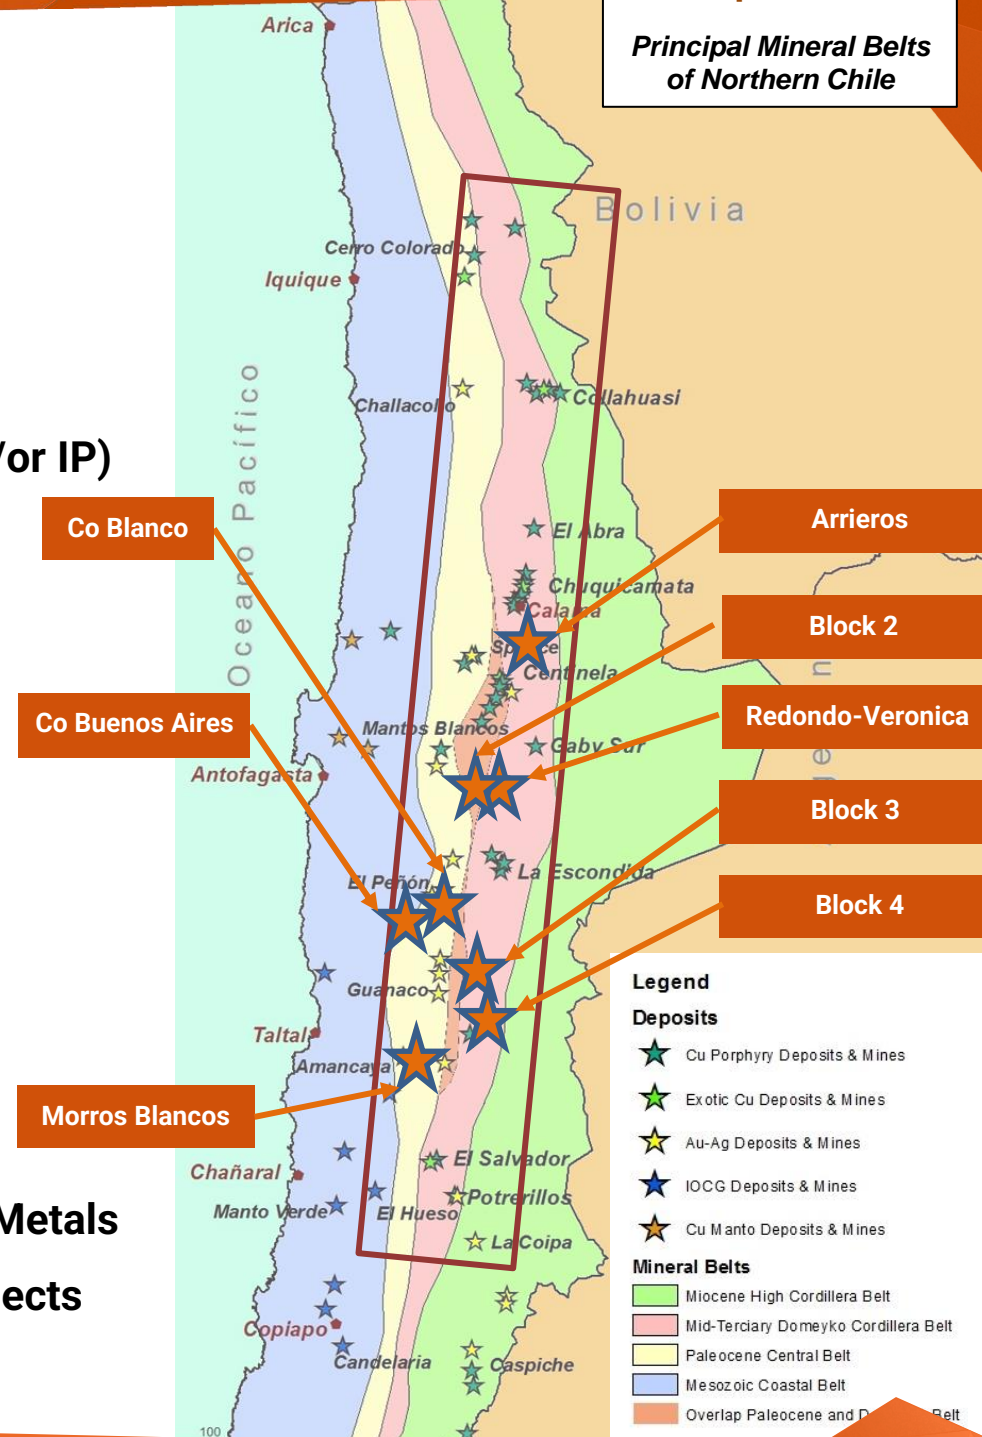 Principal Mineral Belts
of Northern Chile
Arica
Bolivia
Cerro Colorado
Iquique
Challacollo
Collahuasi
Oceano Pacífico
/or IP)
Co Blanco
Arrieros
El Abra
Chuquicamata
Calama
Block 2
Spence
Centinela
Co Buenos Aires
Mantos Blancos
Redondo-Veronica
Gaby Sur
Antofagasta
Block 3
La Escondida
El Peñón
Block 4
Guanaco
Taltal
Amancaya
Morros Blancos
El Salvador
Chañaral
Manto Verde
El Hueso
Potrerillos
Metals
La Coipa
ects
Copiapo
Candelaria
Caspiche
100
Legend
Deposits
Cu Porphyry Deposits & Mines
Exotic Cu Deposits & Mines
Au-Ag Deposits & Mines
IOCG Deposits & Mines
Cu Manto Deposits & Mines
Mineral Belts
Miocene High Cordillera Belt
Mid-Terciary Domeyko Cordillera Belt
Paleocene Central Belt
Mesozoic Coastal Belt
Overlap Paleocene and Belt